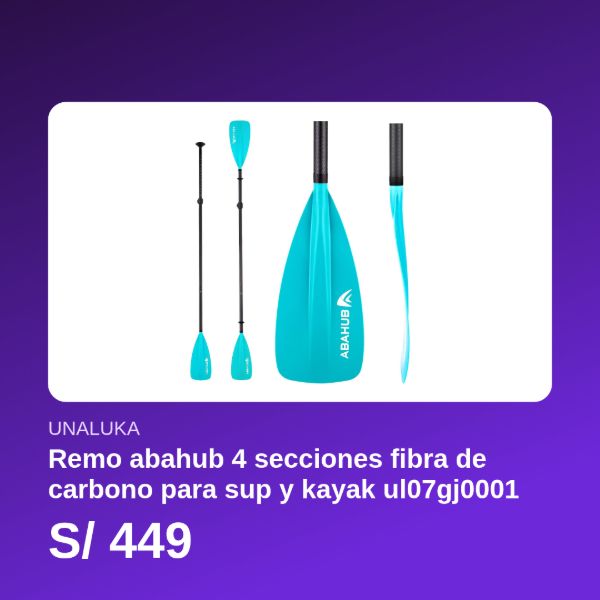 ABAHUB
UNALUKA
Remo abahub 4 secciones fibra de
carbono para sup y kayak ul07gj0001
S/ 449